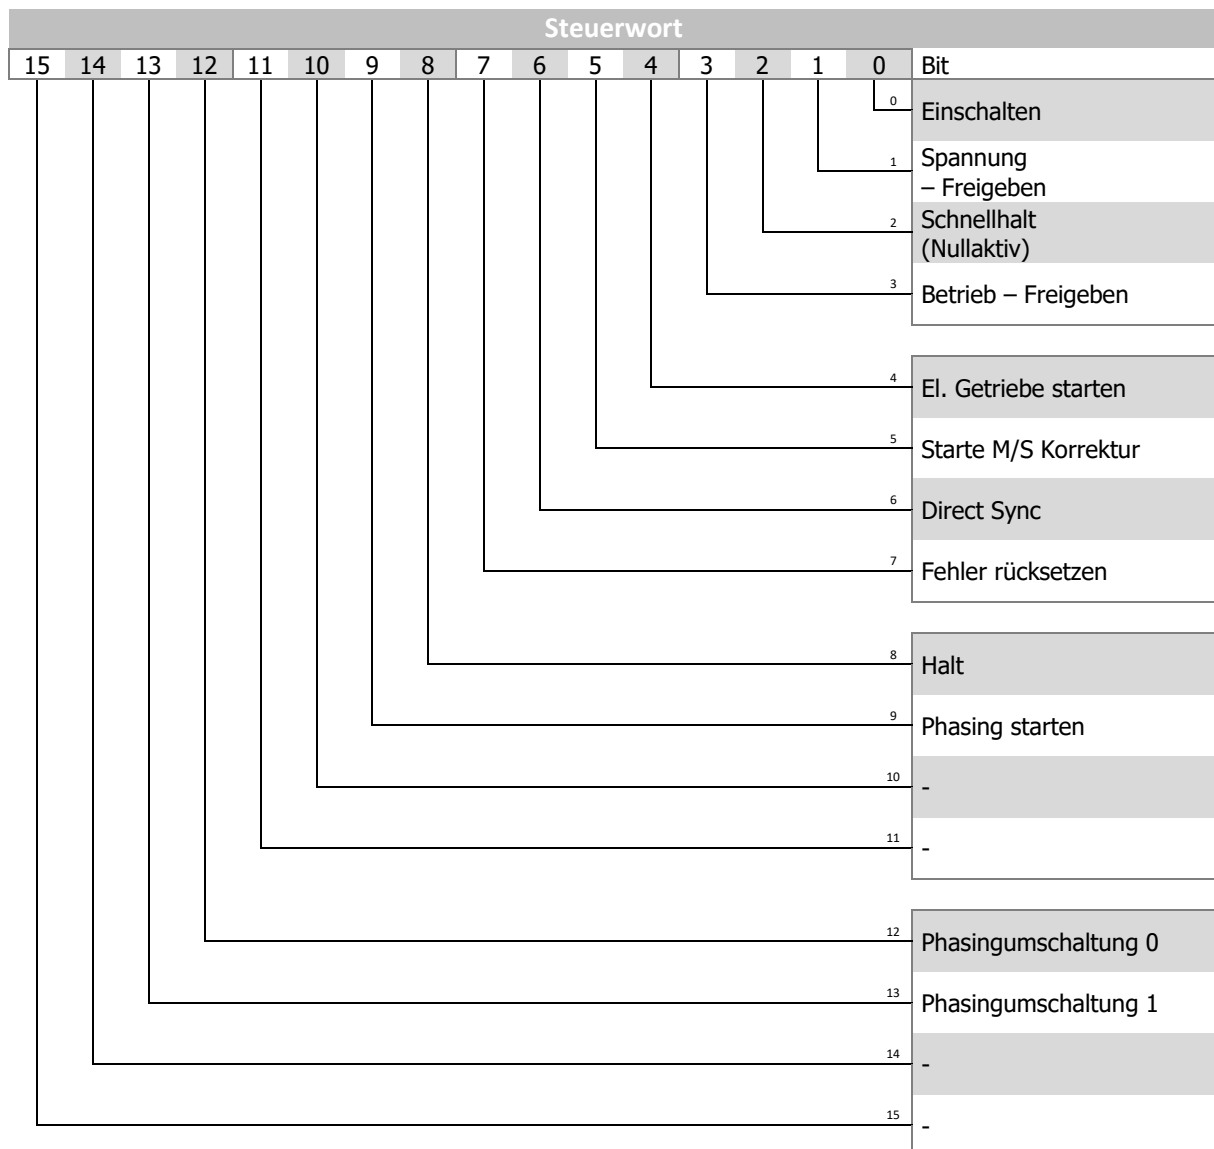 Steuerwort
15 14 13 12 11 10 9 8 7 6 5 4 3 2 1 0 Bit
0 Einschalten
1 Spannung
– Freigeben
2 Schnellhalt
(Nullaktiv)
3 Betrieb – Freigeben
4 El. Getriebe starten
5 Starte M/S Korrektur
6 Direct Sync
7 Fehler rücksetzen
8 Halt
9 Phasing starten
10 -
11 -
12 Phasingumschaltung 0
13 Phasingumschaltung 1
14 -
15 -